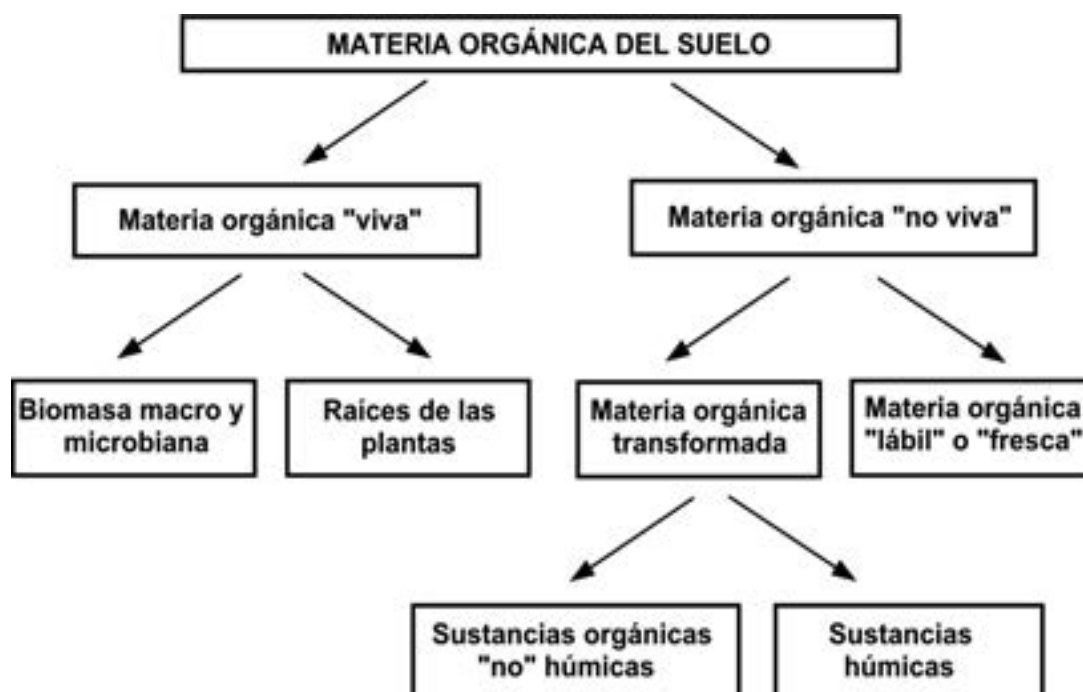 MATERIA ORGÁNICA DEL SUELO
Materia orgánica "viva"
Materia orgánica "no viva"
Biomasa macro y
microbiana
Raíces de las
plantas
Materia orgánica
transformada
Materia orgánica
"lábil" o "fresca"
Sustancias orgánicas
"no" húmicas
Sustancias
húmicas